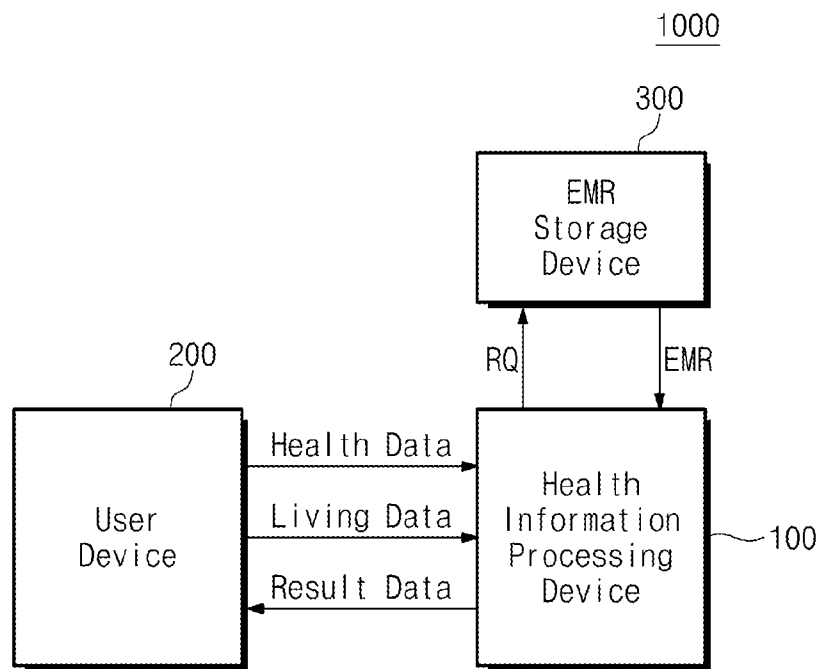 1000
300
EMR
Storage
Device
RQ
EMR
200
User
Device
Health Data
Living Data
Result Data
Health
Information
Processing
Device
100